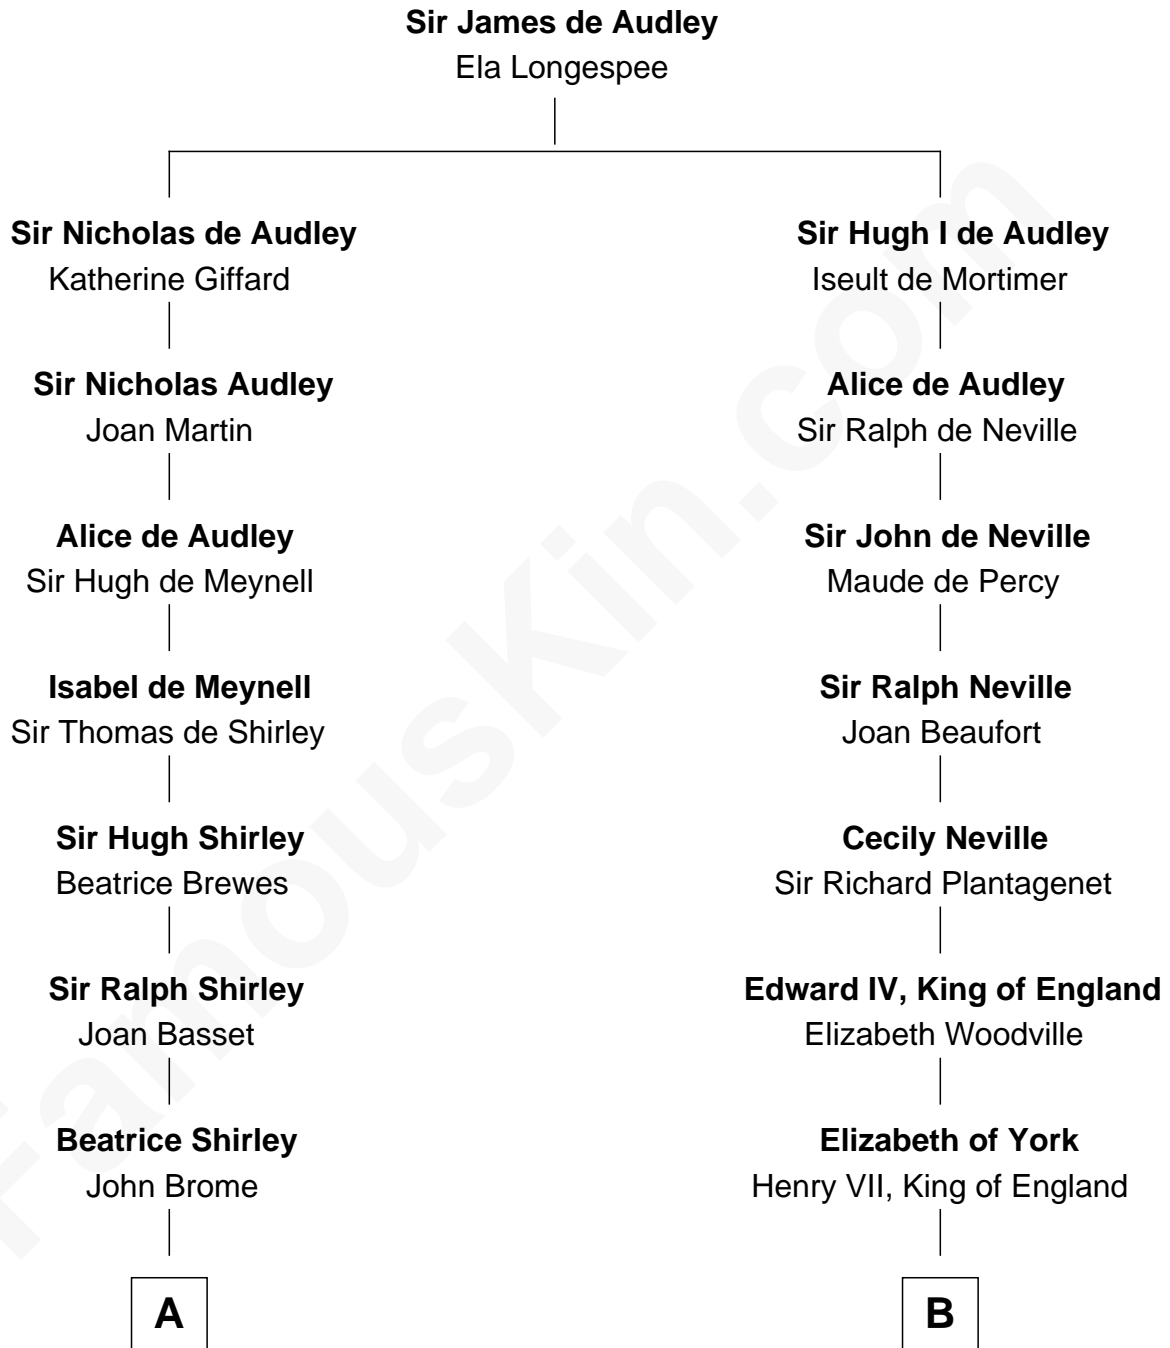 Sir James de Audley
Ela Longespee
Sir Nicholas de Audley
Katherine Giffard
Sir Nicholas Audley
Joan Martin
Alice de Audley
Sir Hugh de Meynell
Isabel de Meynell
Sir Thomas de Shirley
Sir Hugh Shirley
Beatrice Brewes
Sir Ralph Shirley
Joan Basset
Beatrice Shirley
John Brome
A
Sir Hugh I de Audley
Iseult de Mortimer
Alice de Audley
Sir Ralph de Neville
Sir John de Neville
Maude de Percy
Sir Ralph Neville
Joan Beaufort
Cecily Neville
Sir Richard Plantagenet
Edward IV, King of England
Elizabeth Woodville
Elizabeth of York
Henry VII, King of England
B
FamousKin.com